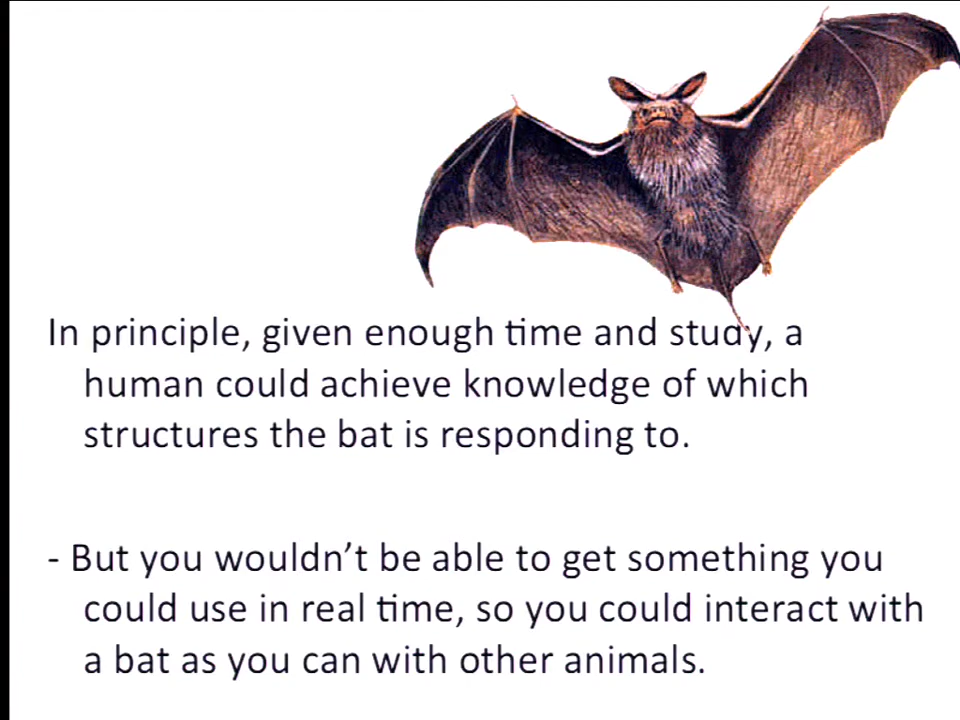 In principle, given enough time and study, a
human could achieve knowledge of which
structures the bat is responding to.
- But you wouldn’t be able to get something you
could use in real time, so you could interact with
a bat as you can with other animals.